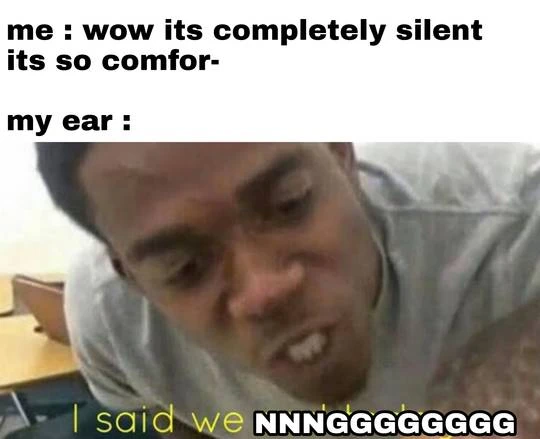 me : wow its completely silent
its so comfor-
my ear :
I said we NNNGGGGGGGG